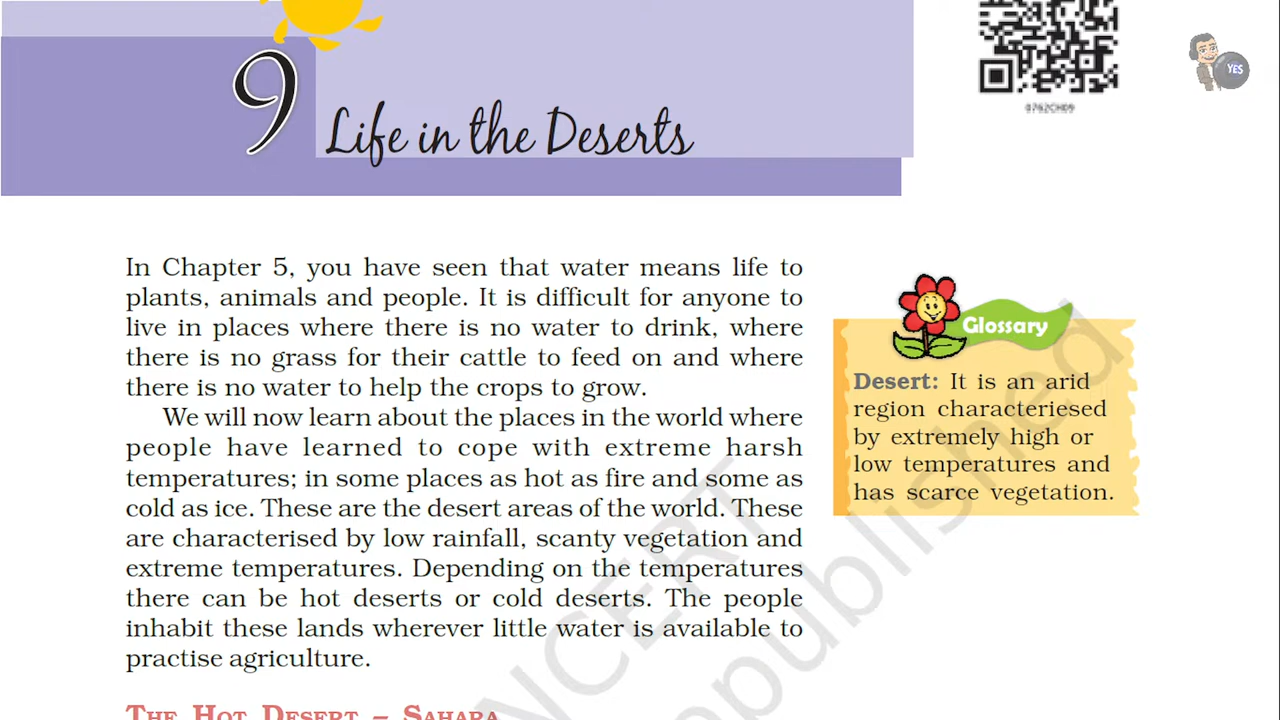 9
Life in the Deserts
0762CH09
YES
In Chapter 5, you have seen that water means life to
plants, animals and people. It is difficult for anyone to
live in places where there is no water to drink, where
there is no grass for their cattle to feed on and where
there is no water to help the crops to grow.
We will now learn about the places in the world where
people have learned to cope with extreme harsh
temperatures; in some places as hot as fire and some as
cold as ice. These are the desert areas of the world. These
are characterised by low rainfall, scanty vegetation and
extreme temperatures. Depending on the temperatures
there can be hot deserts or cold deserts. The people
inhabit these lands wherever little water is available to
practise agriculture.
Glossary
Desert: It is an arid
region characteriesed
by extremely high or
low temperatures and
has scarce vegetation.
The Hot Desert – Sahara
NCERT
republished